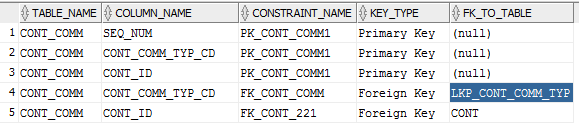 TABLE_NAME COLUMN_NAME CONSTRAINT_NAME KEY_TYPE FK_TO_TABLE
1 CONT_COMM SEQ_NUM PK_CONT_COMM1 Primary Key (null)
2 CONT_COMM CONT_COMM_TYP_CD PK_CONT_COMM1 Primary Key (null)
3 CONT_COMM CONT_ID PK_CONT_COMM1 Primary Key (null)
4 CONT_COMM CONT_COMM_TYP_CD FK_CONT_COMM Foreign Key LKP_CONT_COMM_TYP
5 CONT_COMM CONT_ID FK_CONT_221 Foreign Key CONT